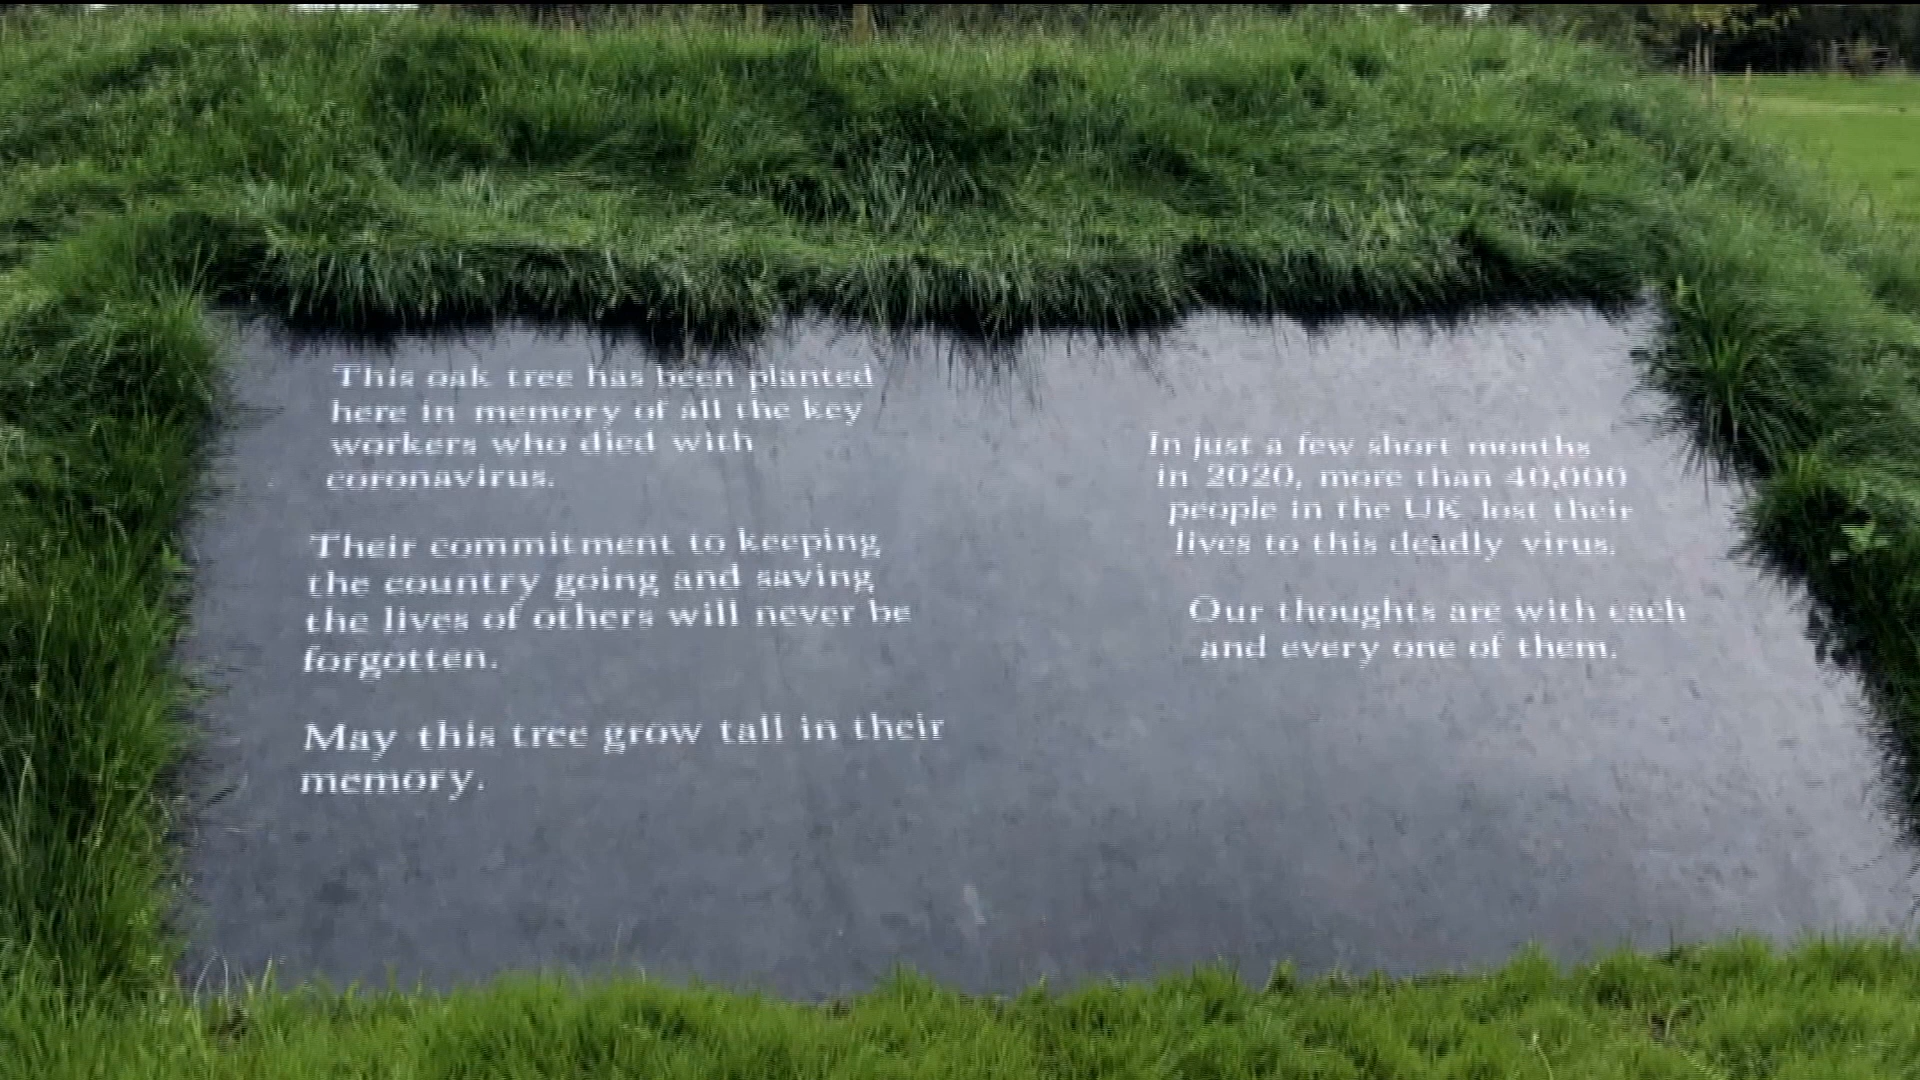 This oak tree has been planted
here in memory of all the key
workers who died with
coronavirus.
Their commitment to keeping
the country going and saving
the lives of others will never be
forgotten.
May this tree grow tall in their
memory.
In just a few short months
in 2020, more than 40,000
people in the UK lost their
lives to this deadly virus.
Our thoughts are with each
and every one of them.